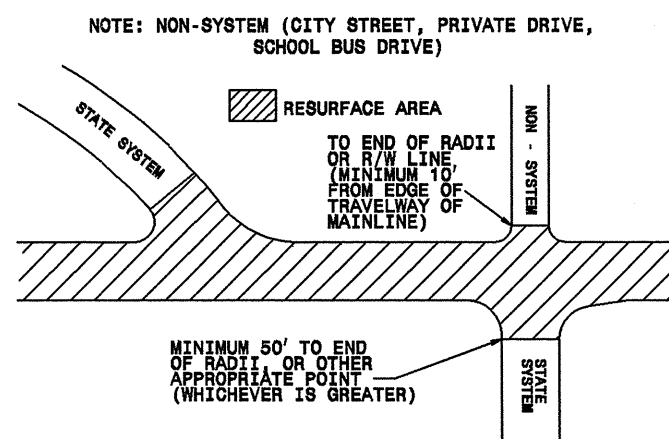 NOTE: NON-SYSTEM (CITY STREET, PRIVATE DRIVE,
SCHOOL BUS DRIVE)
STATE SYSTEM
RESURFACE AREA
TO END OF RADII
OR R/W LINE,
(MINIMUM 10'
FROM EDGE OF
TRAVELWAY OF
MAINLINE)
NON - SYSTEM
MINIMUM 50' TO END
OF RADII, OR OTHER
APPROPRIATE POINT
(WHICHEVER IS GREATER)
STATE
SYSTEM